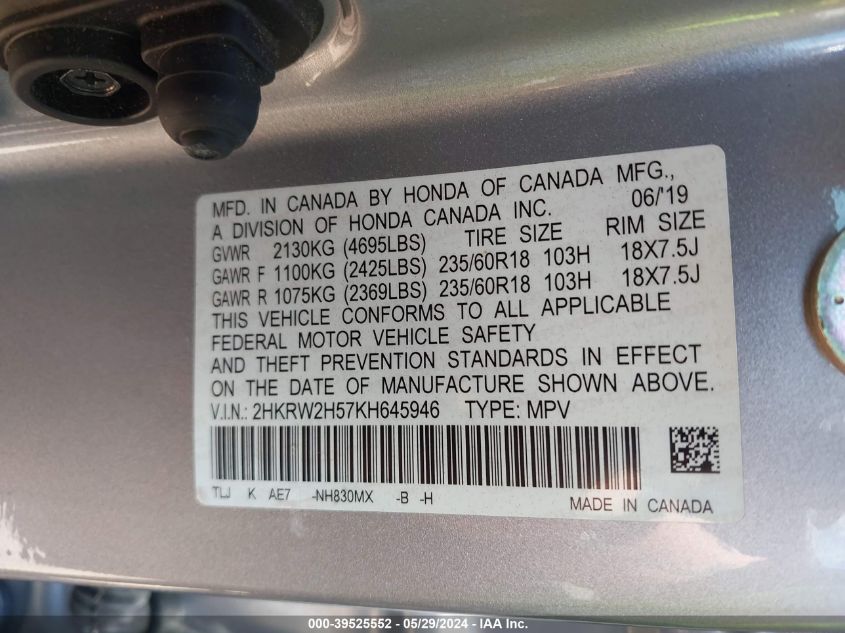 MFD. IN CANADA BY HONDA OF CANADA MFG.,
A DIVISION OF HONDA CANADA INC. 06/'19
GVWR 2130KG (4695LBS) TIRE SIZE RIM SIZE
GAWR F 1100KG (2425LBS) 235/60R18 103H 18X7.5J
GAWR R 1075KG (2369LBS) 235/60R18 103H 18X7.5J
THIS VEHICLE CONFORMS TO ALL APPLICABLE
FEDERAL MOTOR VEHICLE SAFETY
AND THEFT PREVENTION STANDARDS IN EFFECT
ON THE DATE OF MANUFACTURE SHOWN ABOVE.
V.I.N.: 2HKRW2H57KH645946 TYPE: MPV
TLJ K AE7 -NH830MX -B -H
MADE IN CANADA
000-39525552 - 05/29/2024 - IAA Inc.